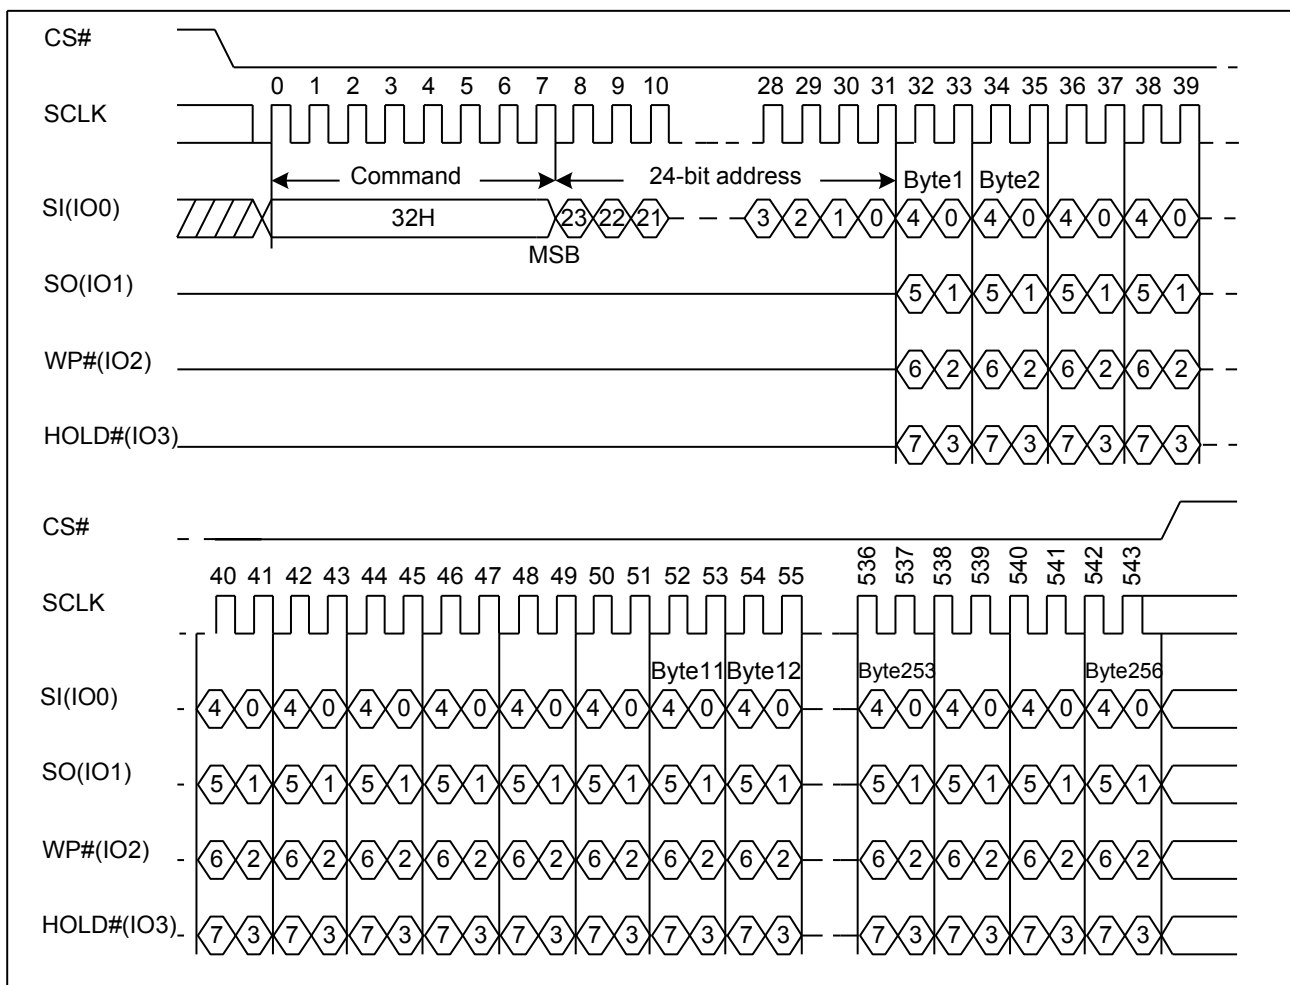 CS#
0 1 2 3 4 5 6 7 8 9 10 28 29 30 31 32 33 34 35 36 37 38 39
SCLK
Command 24-bit address Byte1 Byte2
SI(IO0) 32H 23 22 21 3 2 1 0 4 0 4 0 4 0 4 0
MSB
SO(IO1) 5 1 5 1 5 1 5 1
WP#(IO2) 6 2 6 2 6 2 6 2
HOLD#(IO3) 7 3 7 3 7 3 7 3
CS#
40 41 42 43 44 45 46 47 48 49 50 51 52 53 54 55 536 537 538 539 540 541 542 543
SCLK
Byte11 Byte12 Byte253 Byte256
SI(IO0) 4 0 4 0 4 0 4 0 4 0 4 0 4 0 4 0 4 0 4 0 4 0 4 0
SO(IO1) 5 1 5 1 5 1 5 1 5 1 5 1 5 1 5 1 5 1 5 1 5 1 5 1
WP#(IO2) 6 2 6 2 6 2 6 2 6 2 6 2 6 2 6 2 6 2 6 2 6 2 6 2
HOLD#(IO3) 7 3 7 3 7 3 7 3 7 3 7 3 7 3 7 3 7 3 7 3 7 3 7 3